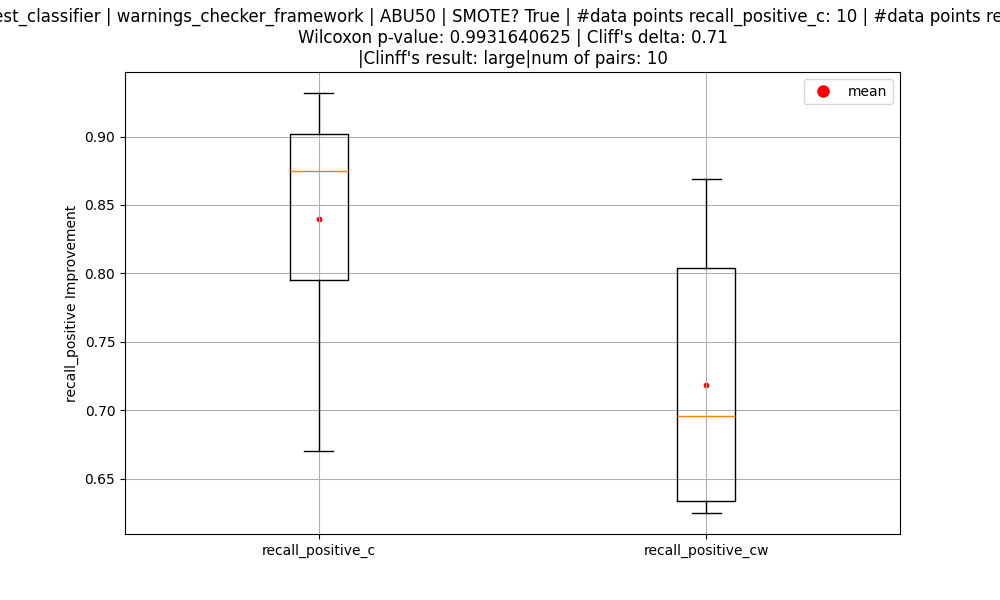 est_classifier | warnings_checker_framework | ABU50 | SMOTE? True | #data points recall_positive_c: 10 | #data points re
Wilcoxon p-value: 0.9931640625 | Cliff's delta: 0.71
|Clinff's result: large|num of pairs: 10
mean
0.90
0.85
0.80
0.75
0.70
0.65
recall_positive Improvement
recall_positive_c
recall_positive_cw